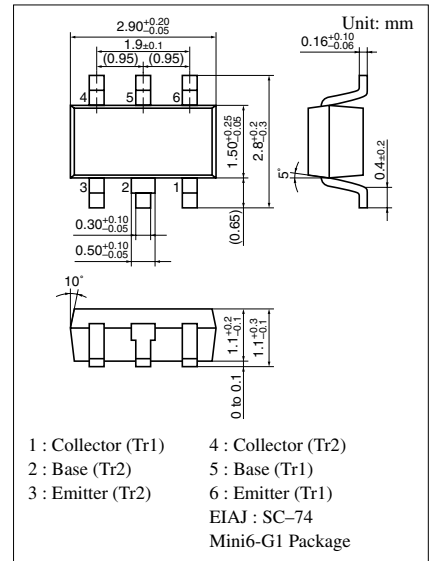 Unit: mm
2.90+0.20−0.05
1.9±0.1
(0.95) (0.95)
0.16+0.10−0.06
4 5 6
1.50+0.25−0.05
2.8+0.2−0.3
5°
0.4±0.2
3 2 1
(0.65)
0.30+0.10−0.05
0.50+0.10−0.05
10°
1.1+0.2−0.1
1.1+0.3−0.1
0 to 0.1
1 : Collector (Tr1)
2 : Base (Tr2)
3 : Emitter (Tr2)
4 : Collector (Tr2)
5 : Base (Tr1)
6 : Emitter (Tr1)
EIAJ : SC–74
Mini6-G1 Package